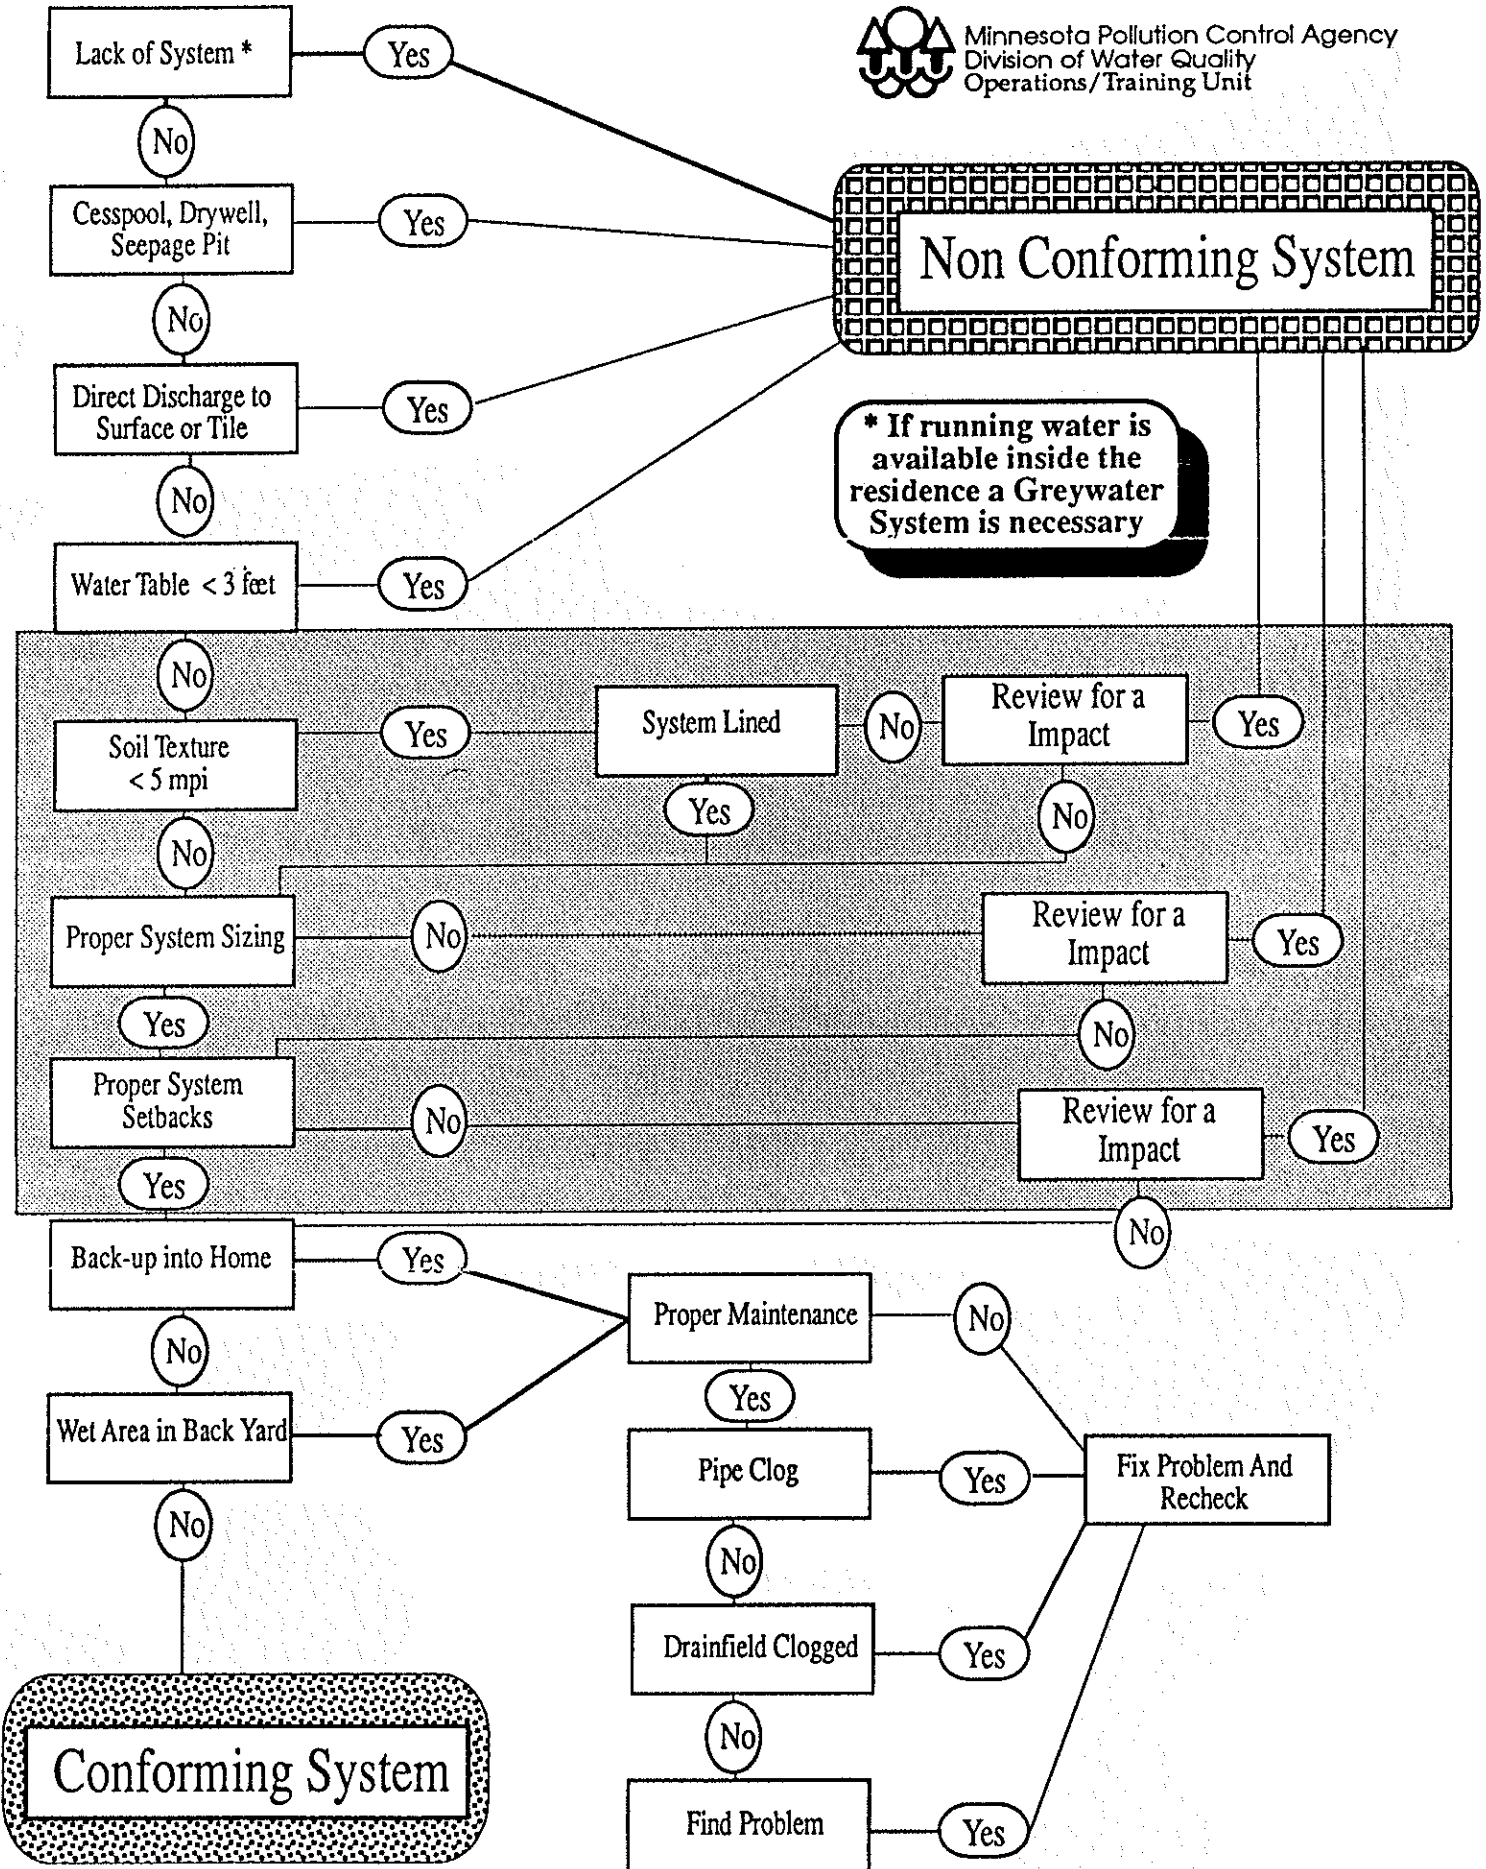 Minnesota Pollution Control Agency
Division of Water Quality
Operations/Training Unit
Lack of System *
Yes
No
Cesspool, Drywell,
Seepage Pit
Yes
Non Conforming System
No
Direct Discharge to
Surface or Tile
Yes
* If running water is
available inside the
residence a Greywater
System is necessary
No
Water Table < 3 feet
Yes
No
Soil Texture
< 5 mpi
Yes
System Lined
No
Review for a
Impact
Yes
Yes
No
No
Proper System Sizing
No
Review for a
Impact
Yes
Yes
No
Proper System
Setbacks
No
Review for a
Impact
Yes
Yes
No
Back-up into Home
Yes
Proper Maintenance
No
No
Yes
Wet Area in Back Yard
Yes
Pipe Clog
Yes
Fix Problem And
Recheck
No
No
Drainfield Clogged
Yes
No
Conforming System
Find Problem
Yes